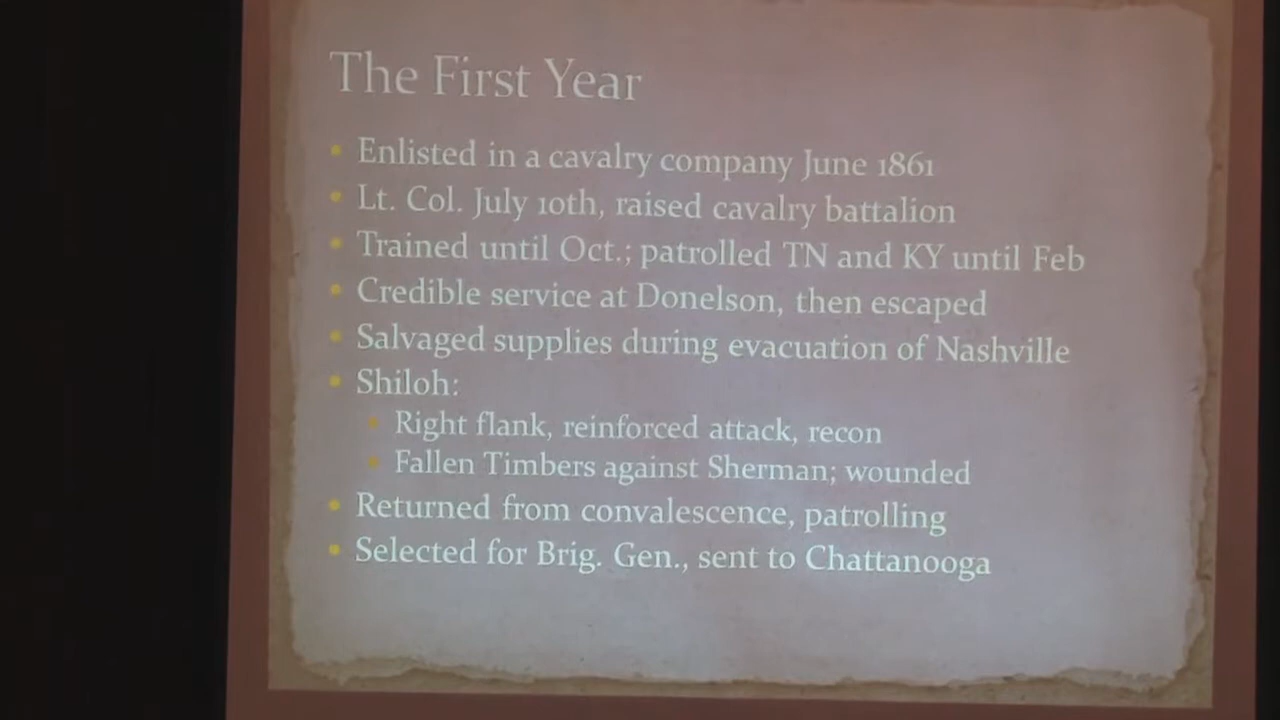 The First Year
• Enlisted in a cavalry company June 1861
• Lt. Col. July 10th, raised cavalry battalion
• Trained until Oct.; patrolled TN and KY until Feb
• Credible service at Donelson, then escaped
• Salvaged supplies during evacuation of Nashville
• Shiloh:
• Right flank, reinforced attack, recon
• Fallen Timbers against Sherman; wounded
• Returned from convalescence, patrolling
• Selected for Brig. Gen., sent to Chattanooga